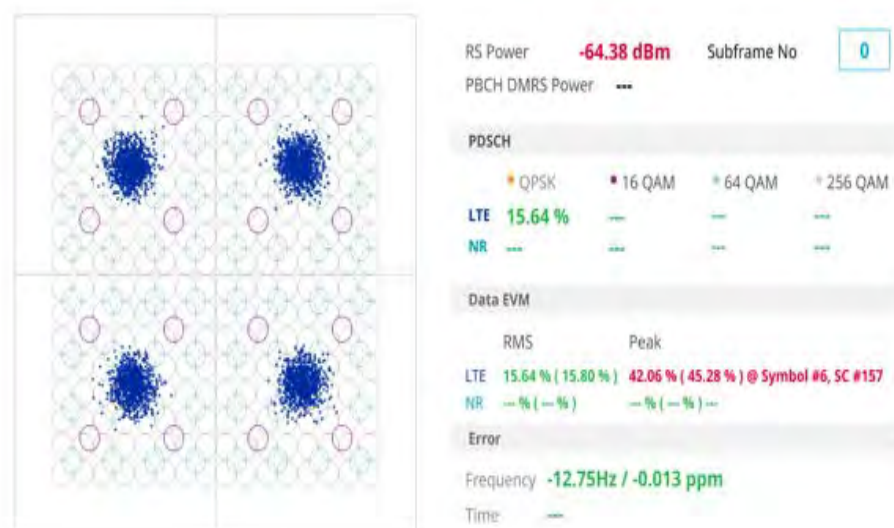 RS Power -64.38 dBm Subframe No 0
PBCH DMRS Power ---
PDSCH
QPSK 16 QAM 64 QAM 256 QAM
LTE 15.64 % --- --- ---
NR --- --- --- ---
Data EVM
RMS Peak
LTE 15.64 % ( 15.80 % ) 42.06 % ( 45.28 % ) @ Symbol #6, SC #157
NR --- % ( --- % ) --- % ( --- % ) ---
Error
Frequency -12.75Hz / -0.013 ppm
Time ---